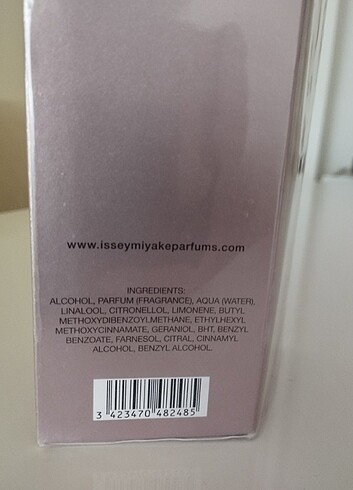 www.isseymiyakeparfums.com
INGREDIENTS:
ALCOHOL, PARFUM (FRAGRANCE), AQUA (WATER),
LINALOOL, CITRONELLOL, LIMONENE, BUTYL
METHOXYDIBENZOYLMETHANE, ETHYLHEXYL
METHOXYCINNAMATE, GERANIOL, BHT, BENZYL
BENZOATE, FARNESOL, CITRAL, CINNAMYL
ALCOHOL, BENZYL ALCOHOL.
3 423470 482485